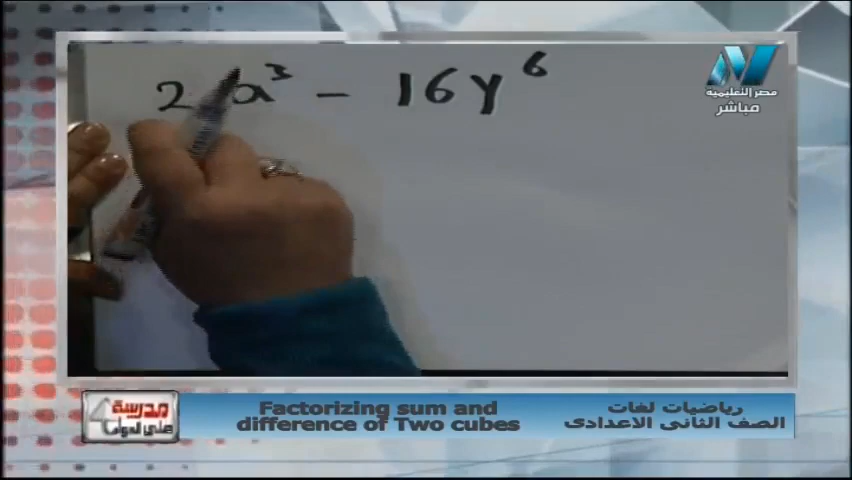 2a³ - 16y⁶
مصر التعليمية
مباشر
مدرسة
على الهواء
Factorizing sum and
difference of Two cubes
رياضيات لغات
الصف الثانى الاعدادى